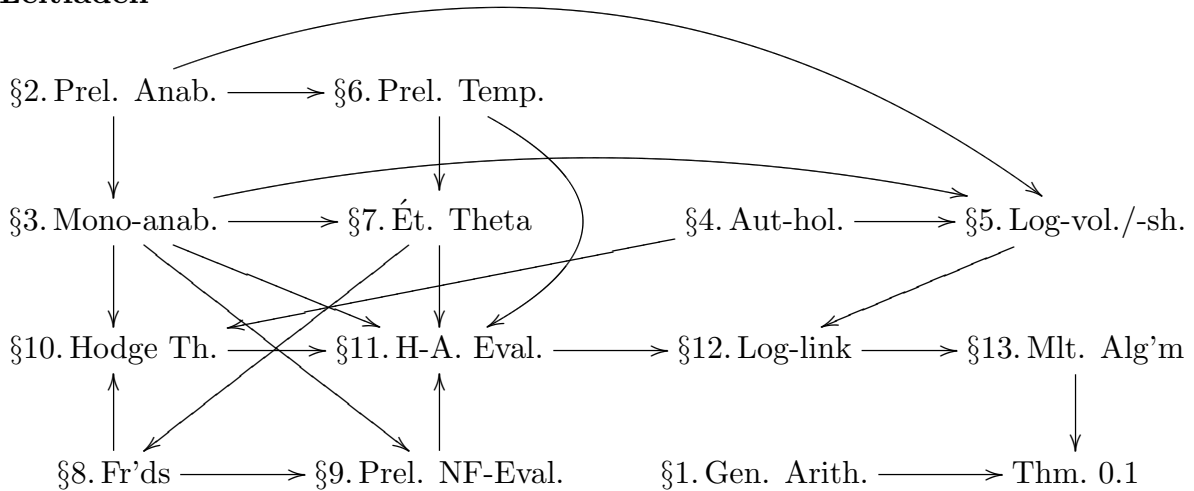 Leitfaden
§2. Prel. Anab. §6. Prel. Temp.
§3. Mono-anab. §7. Ét. Theta §4. Aut-hol. §5. Log-vol./-sh.
§10. Hodge Th. §11. H-A. Eval. §12. Log-link §13. Mlt. Alg'm
§8. Fr'ds §9. Prel. NF-Eval. §1. Gen. Arith. Thm. 0.1